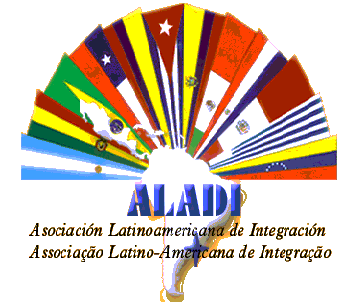 ALADI
Asociación Latinoamericana de Integración
Associação Latino-Americana de Integração